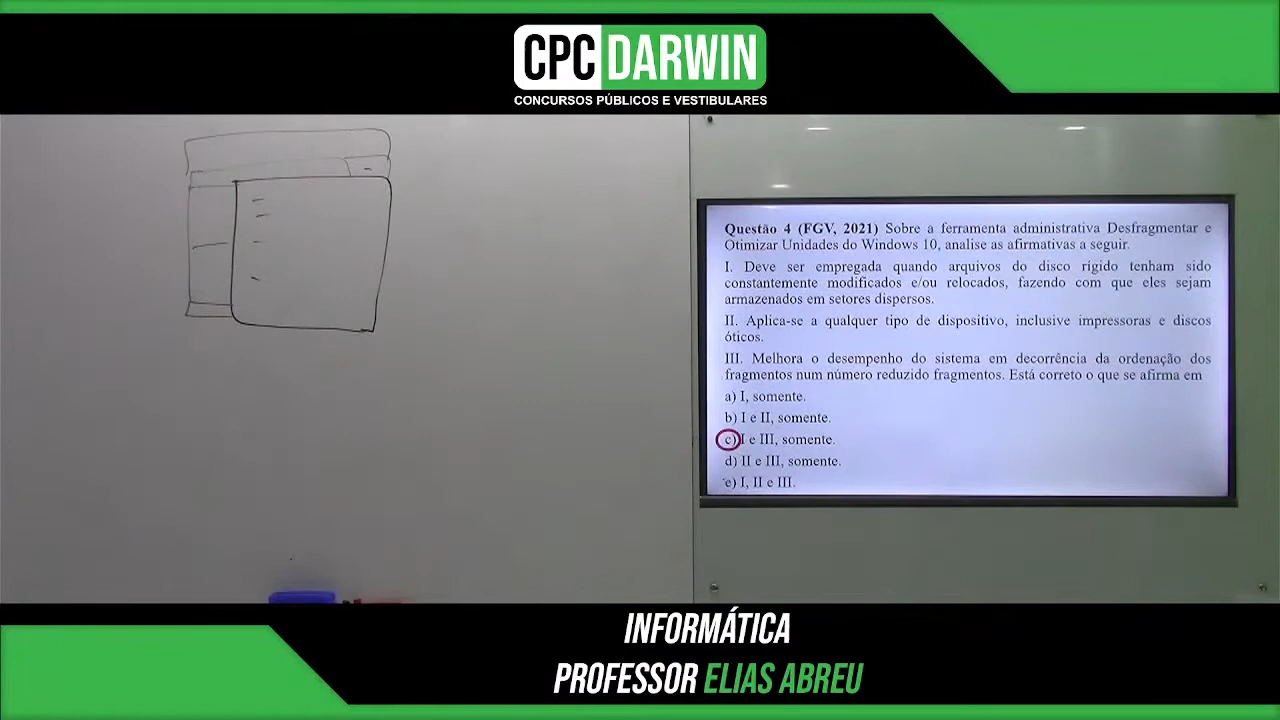 CPC DARWIN
CONCURSOS PÚBLICOS E VESTIBULARES
Questão 4 (FGV, 2021) Sobre a ferramenta administrativa Desfragmentar e
Otimizar Unidades do Windows 10, analise as afirmativas a seguir.
I. Deve ser empregada quando arquivos do disco rígido tenham sido
constantemente modificados e/ou relocados, fazendo com que eles sejam
armazenados em setores dispersos.
II. Aplica-se a qualquer tipo de dispositivo, inclusive impressoras e discos
óticos.
III. Melhora o desempenho do sistema em decorrência da ordenação dos
fragmentos num número reduzido fragmentos. Está correto o que se afirma em
a) I, somente.
b) I e II, somente.
c) I e III, somente.
d) II e III, somente.
e) I, II e III.
INFORMÁTICA
PROFESSOR ELIAS ABREU